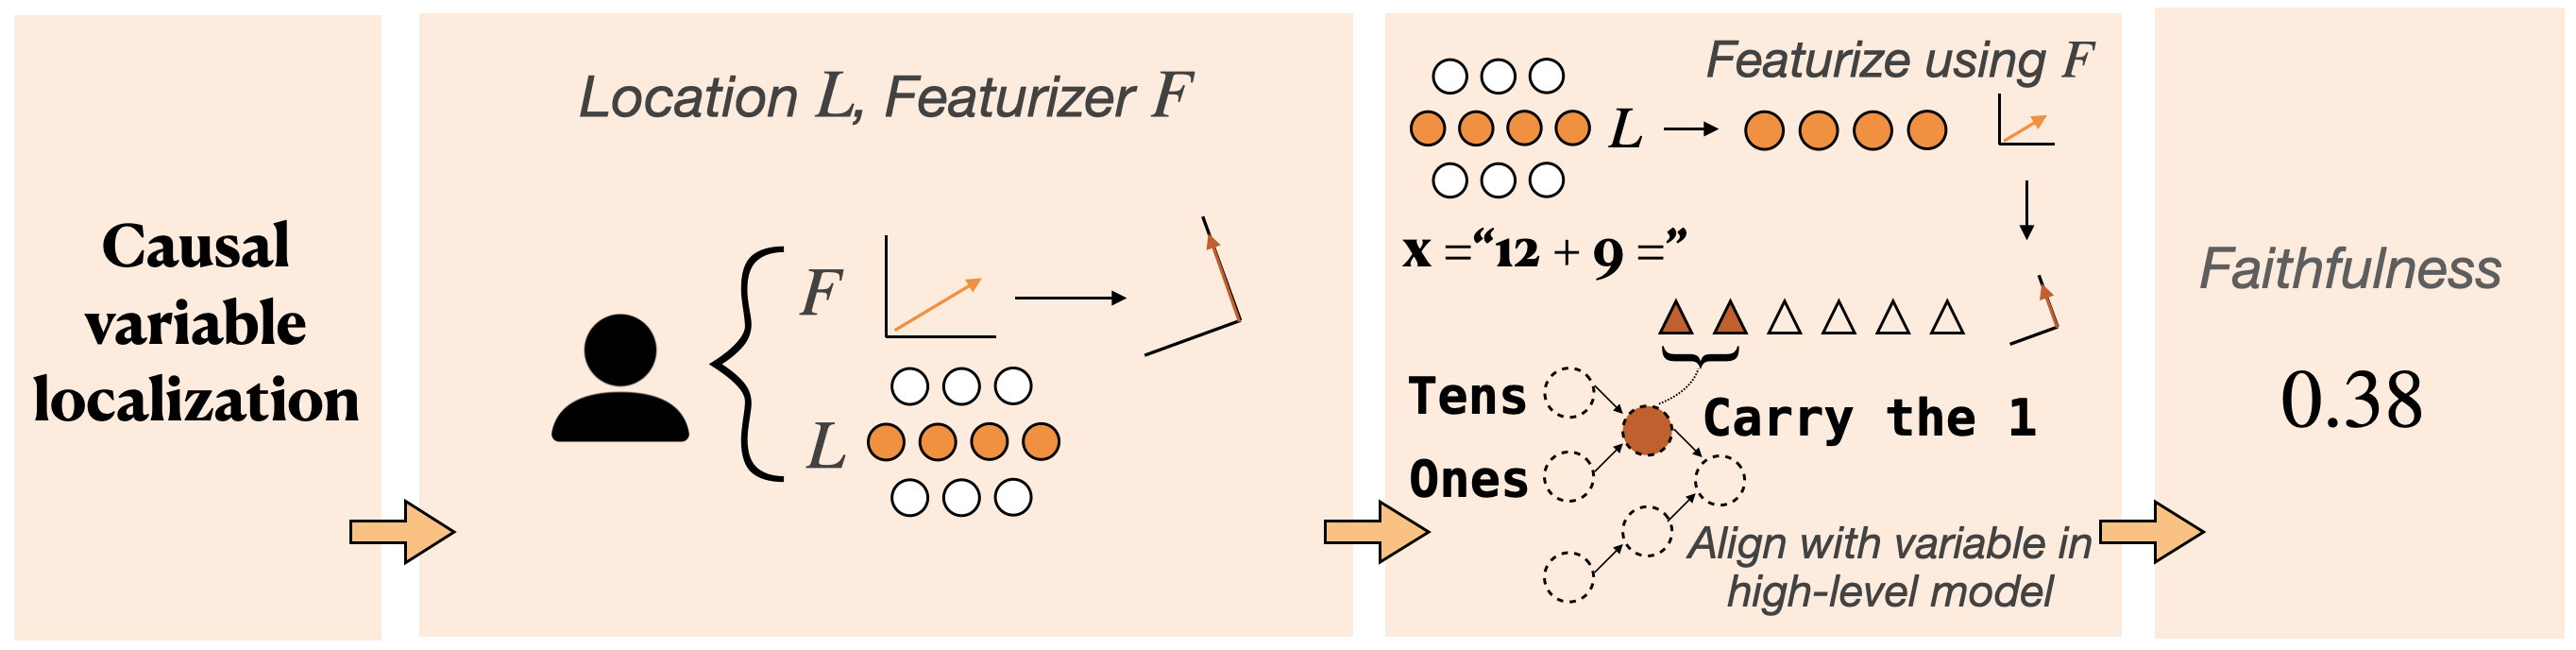 Causal
variable
localization
Location L, Featurizer F
F
L
Featurize using F
L
x =“12 + 9 =”
Tens
Carry the 1
Ones
Align with variable in
high-level model
Faithfulness
0.38